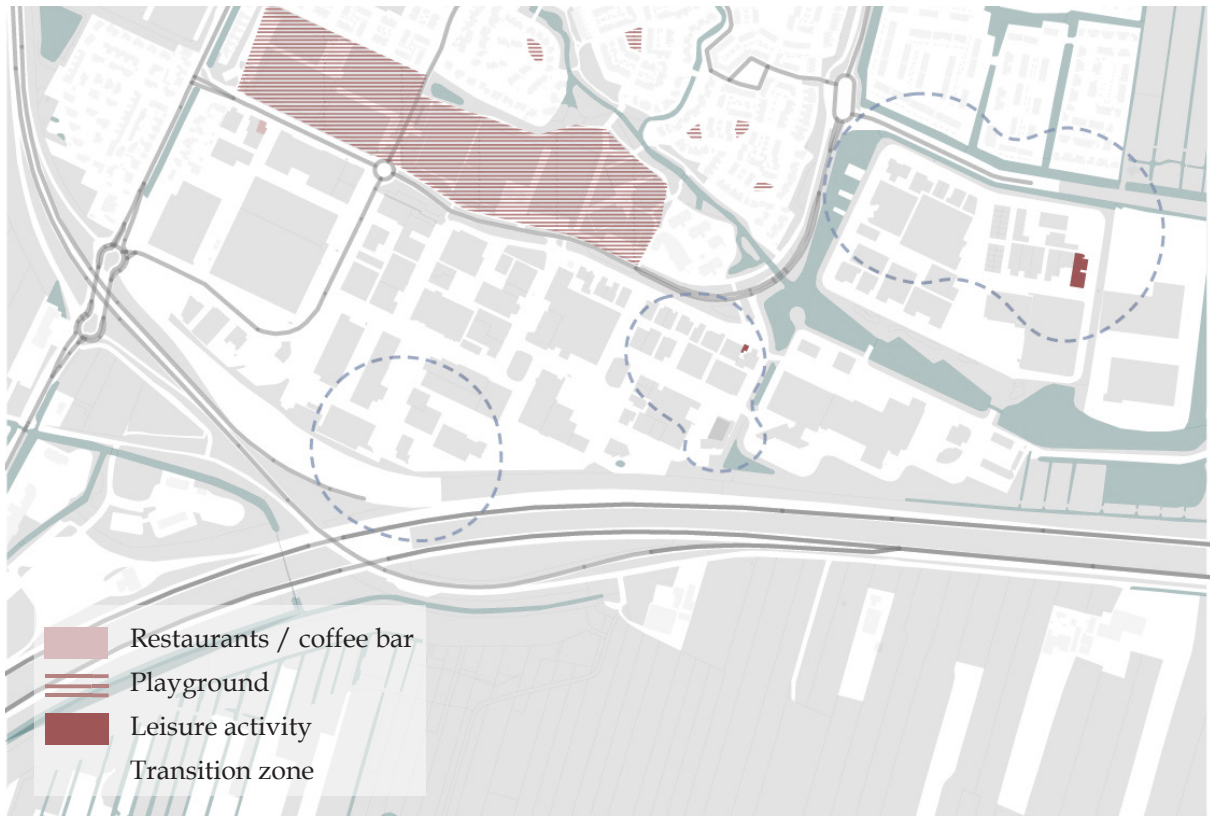 Restaurants / coffee bar
Playground
Leisure activity
Transition zone